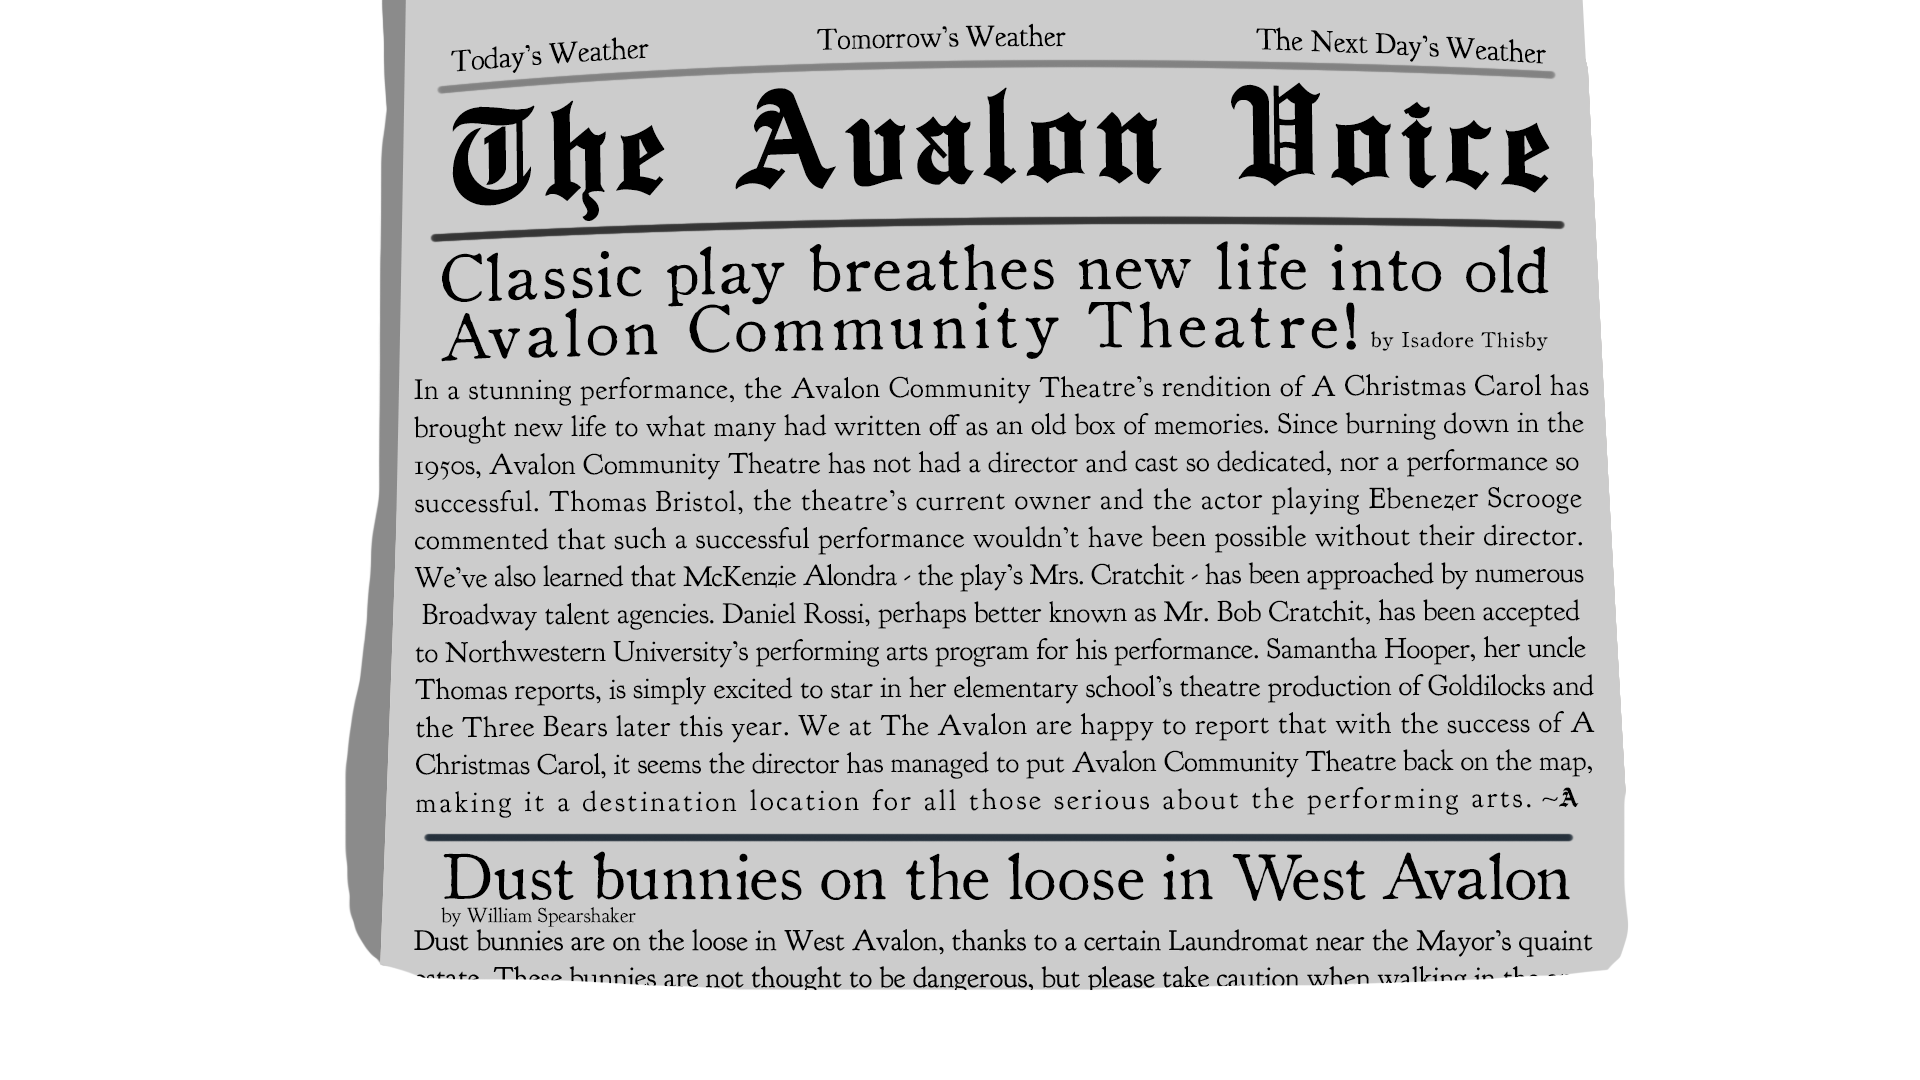 Today's Weather
Tomorrow's Weather
The Next Day's Weather
The Avalon Voice
Classic play breathes new life into old
Avalon Community Theatre! by Isadore Thisby
In a stunning performance, the Avalon Community Theatre's rendition of A Christmas Carol has
brought new life to what many had written off as an old box of memories. Since burning down in the
1950s, Avalon Community Theatre has not had a director and cast so dedicated, nor a performance so
successful. Thomas Bristol, the theatre's current owner and the actor playing Ebenezer Scrooge
commented that such a successful performance wouldn't have been possible without their director.
We've also learned that McKenzie Alondra - the play's Mrs. Cratchit - has been approached by numerous
Broadway talent agencies. Daniel Rossi, perhaps better known as Mr. Bob Cratchit, has been accepted
to Northwestern University's performing arts program for his performance. Samantha Hooper, her uncle
Thomas reports, is simply excited to star in her elementary school's theatre production of Goldilocks and
the Three Bears later this year. We at The Avalon are happy to report that with the success of A
Christmas Carol, it seems the director has managed to put Avalon Community Theatre back on the map,
making it a destination location for all those serious about the performing arts. ~A
Dust bunnies on the loose in West Avalon
by William Spearshaker
Dust bunnies are on the loose in West Avalon, thanks to a certain Laundromat near the Mayor's quaint
estate. These bunnies are not thought to be dangerous, but please take caution when walking in the